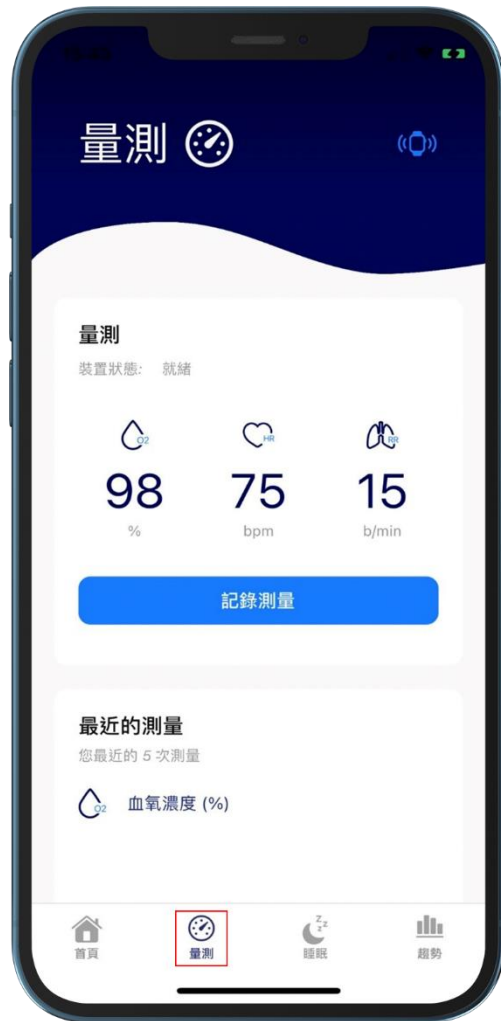 量測
量測
裝置狀態: 就緒
O2 HR RR
98 75 15
% bpm b/min
記錄測量
最近的測量
您最近的 5 次測量
O2 血氧濃度 (%)
首頁 量測 睡眠 趨勢